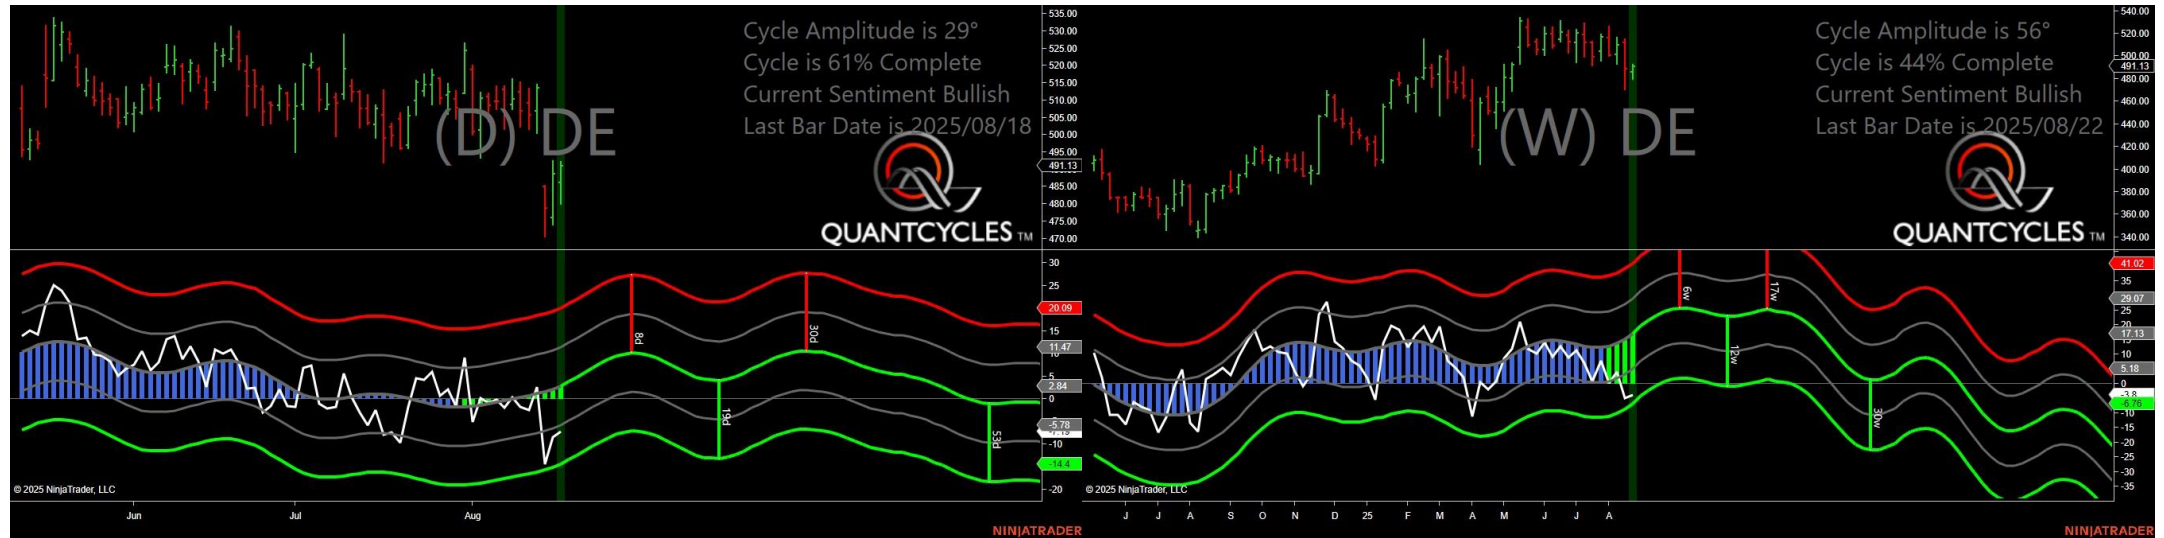 Cycle Amplitude is 29°
Cycle is 61% Complete
Current Sentiment Bullish
Last Bar Date is 2025/08/18
(D) DE
QUANTCYCLES TM
535.00
530.00
525.00
520.00
515.00
510.00
505.00
500.00
495.00
491.13
485.00
480.00
475.00
470.00
30
25
20.09
15
11.47
5
2.84
0
-5.78
-10
-14.4
-20
8d
19d
30d
53d
© 2025 NinjaTrader, LLC
Jun
Jul
Aug
NINJATRADER
Cycle Amplitude is 56°
Cycle is 44% Complete
Current Sentiment Bullish
Last Bar Date is 2025/08/22
(W) DE
QUANTCYCLES TM
540.00
520.00
500.00
491.13
480.00
460.00
440.00
420.00
400.00
380.00
360.00
340.00
41.02
35
29.07
25
20
17.13
10
5.18
0
-3.8
-6.76
-10
-15
-20
-25
-30
-35
6w
12w
17w
30w
© 2025 NinjaTrader, LLC
J
J
A
S
O
N
D
25
F
M
A
M
J
J
A
NINJATRADER